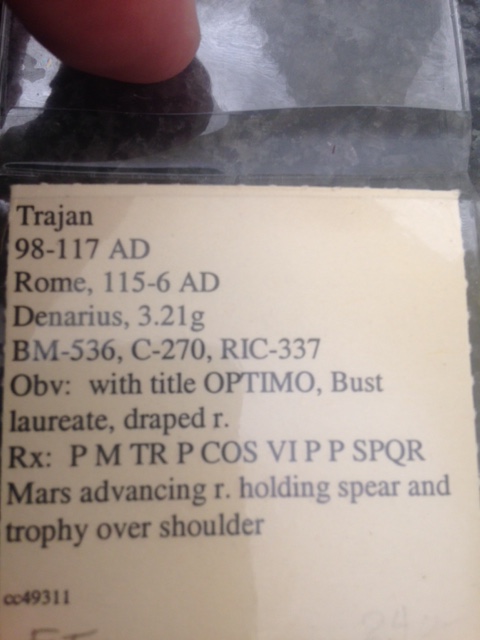 Trajan
98-117 AD
Rome, 115-6 AD
Denarius, 3.21g
BM-536, C-270, RIC-337
Obv: with title OPTIMO, Bust
laureate, draped r.
Rx: P M TR P COS VI P P SPQR
Mars advancing r. holding spear and
trophy over shoulder
cc49311